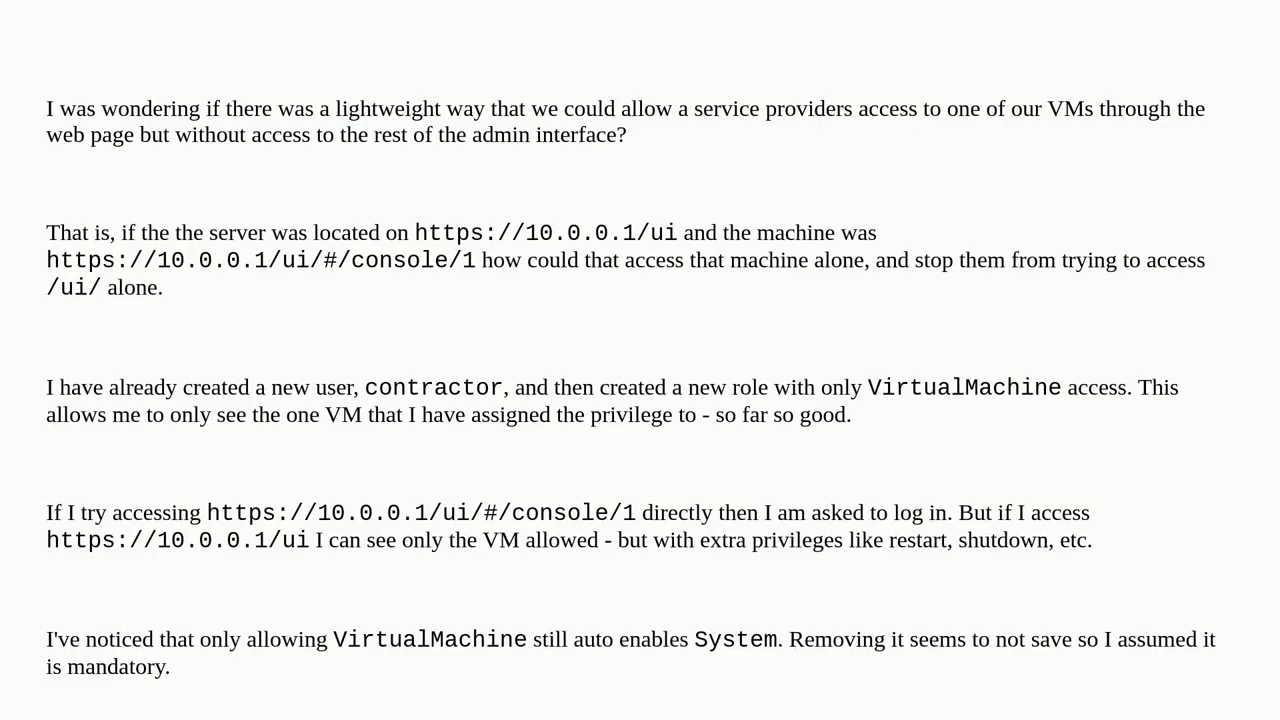 I was wondering if there was a lightweight way that we could allow a service providers access to one of our VMs through the
web page but without access to the rest of the admin interface?
That is, if the the server was located on https://10.0.0.1/ui and the machine was
https://10.0.0.1/ui/#/console/1 how could that access that machine alone, and stop them from trying to access
/ui/ alone.
I have already created a new user, contractor, and then created a new role with only VirtualMachine access. This
allows me to only see the one VM that I have assigned the privilege to - so far so good.
If I try accessing https://10.0.0.1/ui/#/console/1 directly then I am asked to log in. But if I access
https://10.0.0.1/ui I can see only the VM allowed - but with extra privileges like restart, shutdown, etc.
I've noticed that only allowing VirtualMachine still auto enables System. Removing it seems to not save so I assumed it
is mandatory.